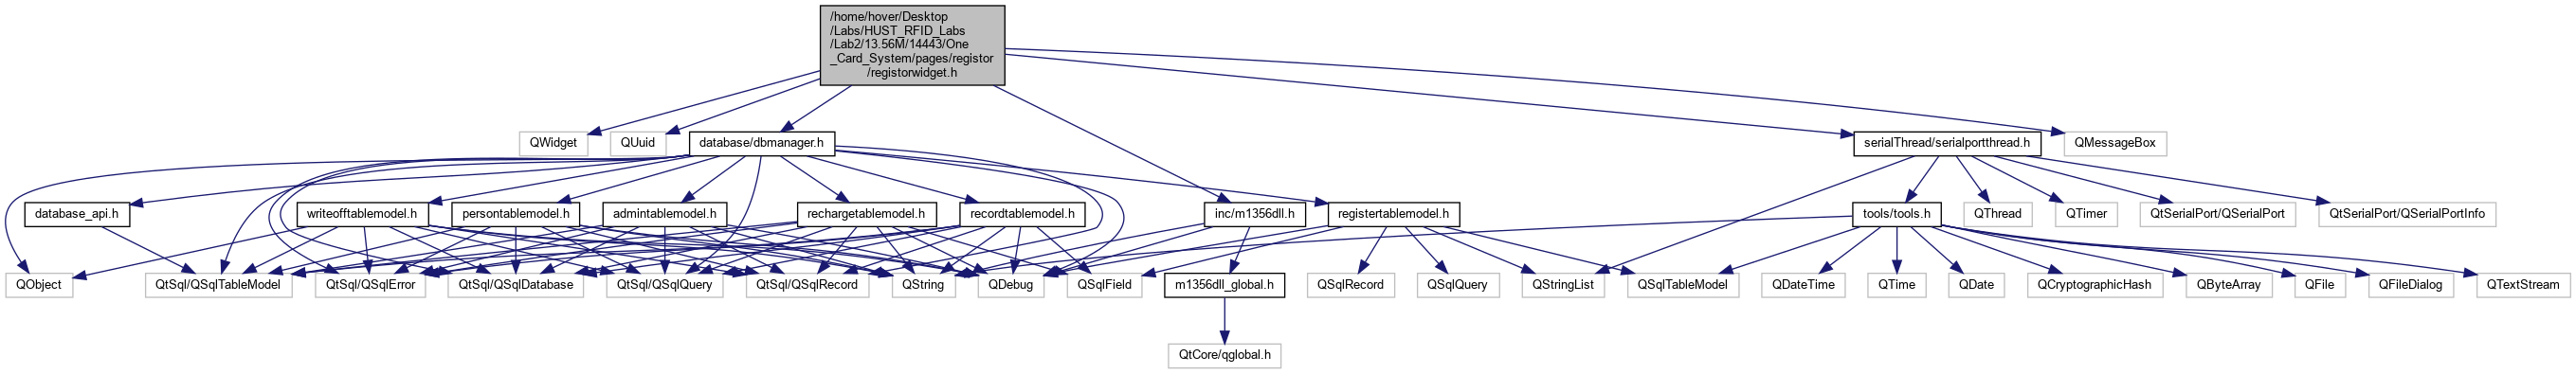 /home/hover/Desktop
/Labs/HUST_RFID_Labs
/Lab2/13.56M/14443/One
_Card_System/pages/registor
/registorwidget.h
QWidget
QUuid
database/dbmanager.h
serialThread/serialportthread.h
QMessageBox
database_api.h
writeofftablemodel.h
persontablemodel.h
admintablemodel.h
rechargetablemodel.h
recordtablemodel.h
inc/m1356dll.h
registertablemodel.h
tools/tools.h
QThread
QTimer
QtSerialPort/QSerialPort
QtSerialPort/QSerialPortInfo
QObject
QtSql/QSqlTableModel
QtSql/QSqlError
QtSql/QSqlDatabase
QtSql/QSqlQuery
QtSql/QSqlRecord
QString
QDebug
QSqlField
m1356dll_global.h
QSqlRecord
QSqlQuery
QStringList
QSqlTableModel
QDateTime
QTime
QDate
QCryptographicHash
QByteArray
QFile
QFileDialog
QTextStream
QtCore/qglobal.h